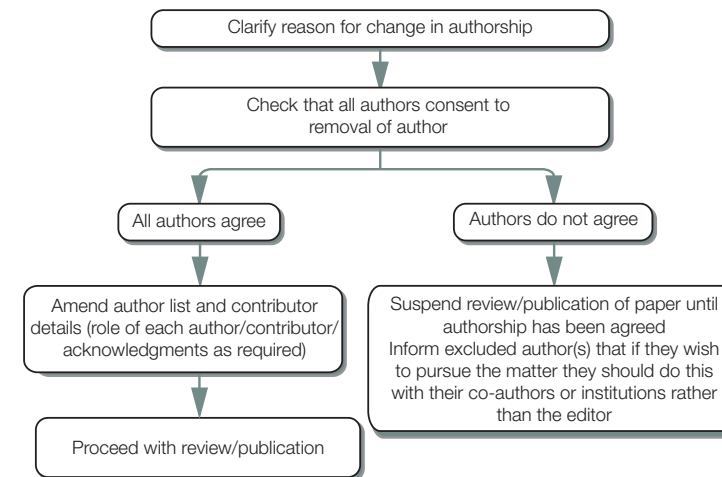 Clarify reason for change in authorship
Check that all authors consent to
removal of author
All authors agree
Authors do not agree
Amend author list and contributor
details (role of each author/contributor/
acknowledgments as required)
Suspend review/publication of paper until
authorship has been agreed
Inform excluded author(s) that if they wish
to pursue the matter they should do this
with their co-authors or institutions rather
than the editor
Proceed with review/publication